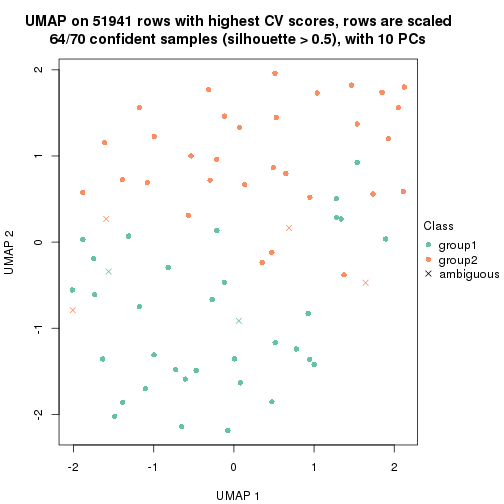 UMAP on 51941 rows with highest CV scores, rows are scaled
64/70 confident samples (silhouette > 0.5), with 10 PCs
2
1
0
-1
-2
UMAP 2
-2
-1
0
1
2
UMAP 1
Class
group1
group2
ambiguous